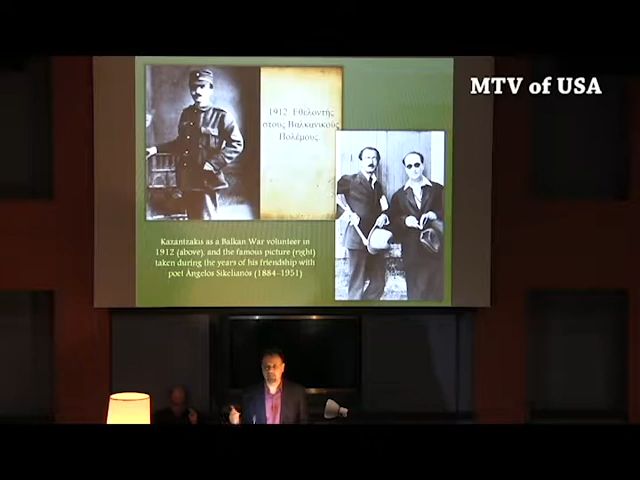 MTV of USA
1912. Εθελοντής
στους Βαλκανικούς
Πολέμους.
Kazantzakis as a Balkan War volunteer in
1912 (above), and the famous picture (right)
taken during the years of his friendship with
poet Angelos Sikelianós (1884-1951)